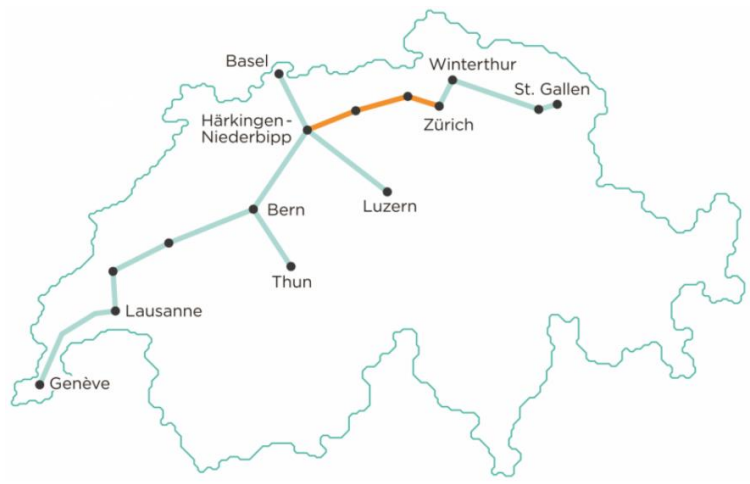 Basel
Winterthur
St. Gallen
Härkingen-
Niederbipp
Zürich
Luzern
Bern
Thun
Lausanne
Genève